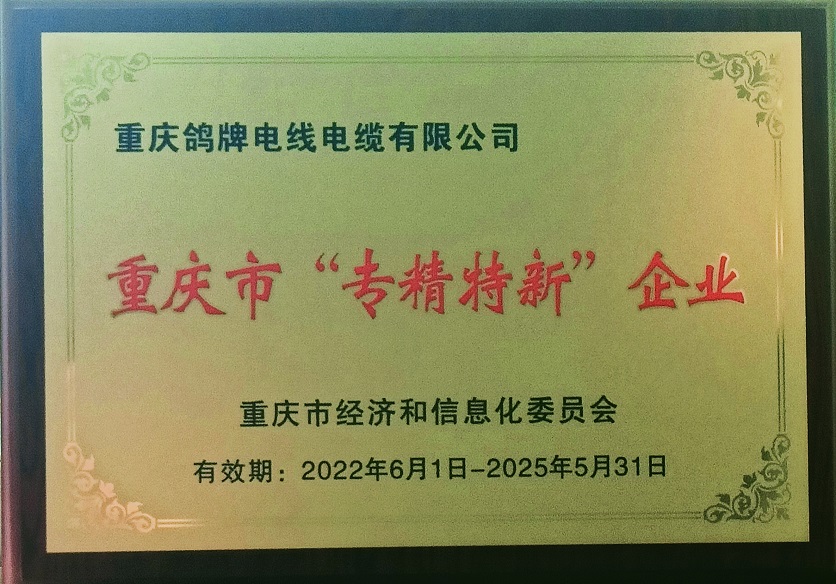 重庆鸽牌电线电缆有限公司
重庆市“专精特新”企业
重庆市经济和信息化委员会
有效期：2022年6月1日-2025年5月31日